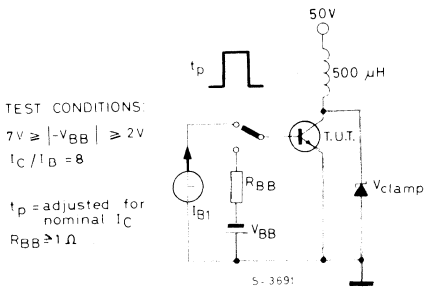 50V
tp
500 µH
TEST CONDITIONS:
7V ≥ |-VBB| ≥ 2V
IC/IB = 8
tp = adjusted for
nominal IC
RBB ≥ 1 Ω
T.U.T.
RBB
IB1
VBB
Vclamp
S-3691